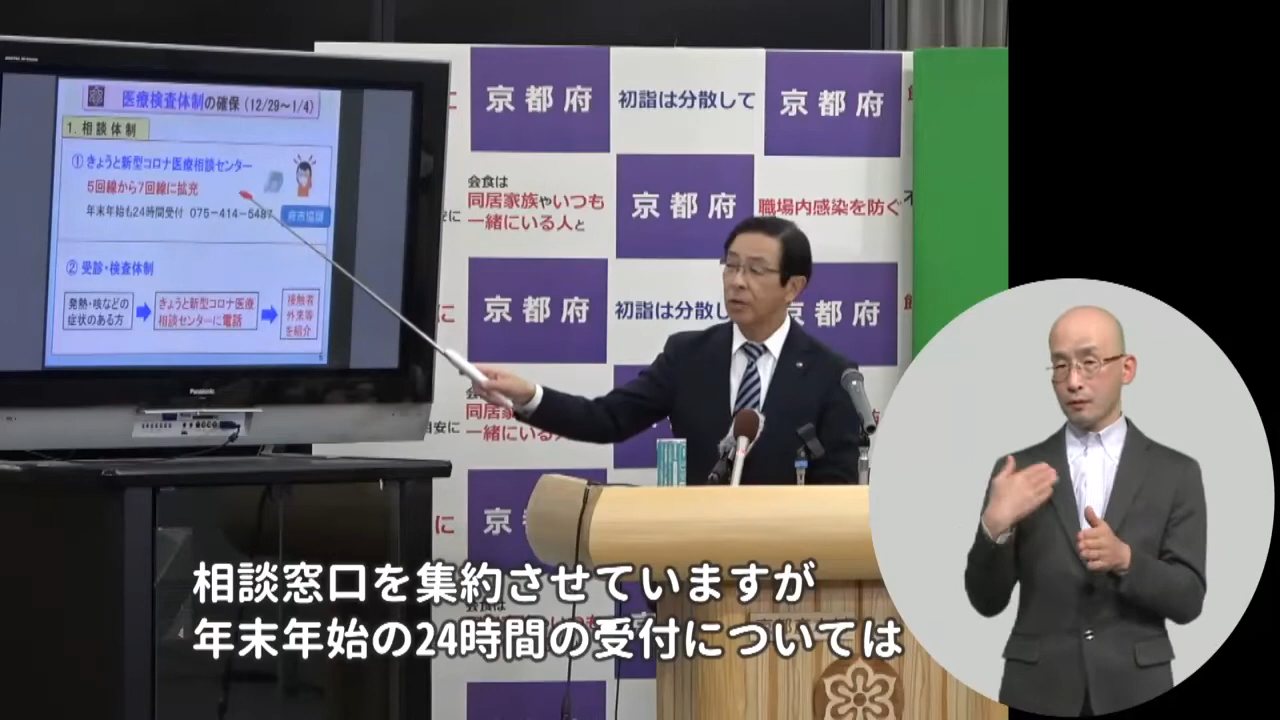 医療検査体制の確保（12/29～1/4）
1. 相談体制
① きょうと新型コロナ医療相談センター
5回線から7回線に拡充
年末年始も24時間受付 075-414-5487
府市協調
② 受診・検査体制
発熱・咳などの
症状のある方
きょうと新型コロナ医療
相談センターに電話
接触者
外来等
を紹介
Panasonic
に
京都府
初詣は分散して
京都府
会食は
同居家族やいつも
一緒にいる人と
京都府
職場内感染を防ぐ
に
京都府
初詣は分散し
京都府
同居
一緒にいる人
に
京
会食は
相談窓口を集約させていますが
年末年始の24時間の受付については